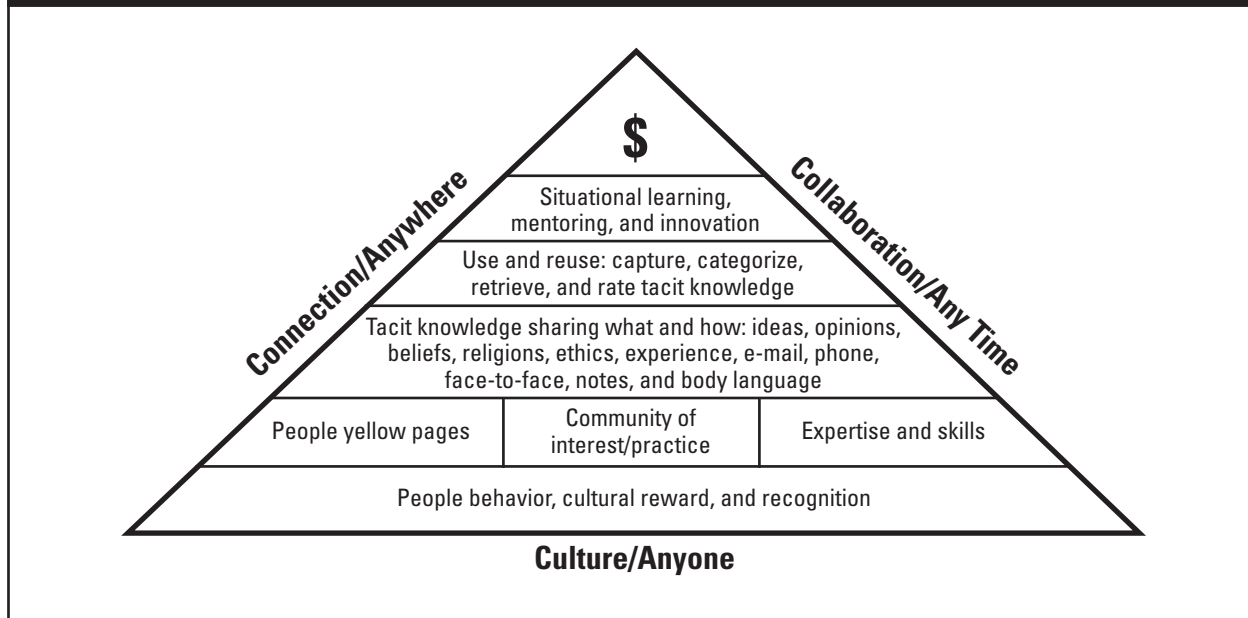 $
Situational learning,
mentoring, and innovation
Use and reuse: capture, categorize,
retrieve, and rate tacit knowledge
Tacit knowledge sharing what and how: ideas, opinions,
beliefs, religions, ethics, experience, e-mail, phone,
face-to-face, notes, and body language
People yellow pages
Community of
interest/practice
Expertise and skills
People behavior, cultural reward, and recognition
Connection/Anywhere
Collaboration/Any Time
Culture/Anyone